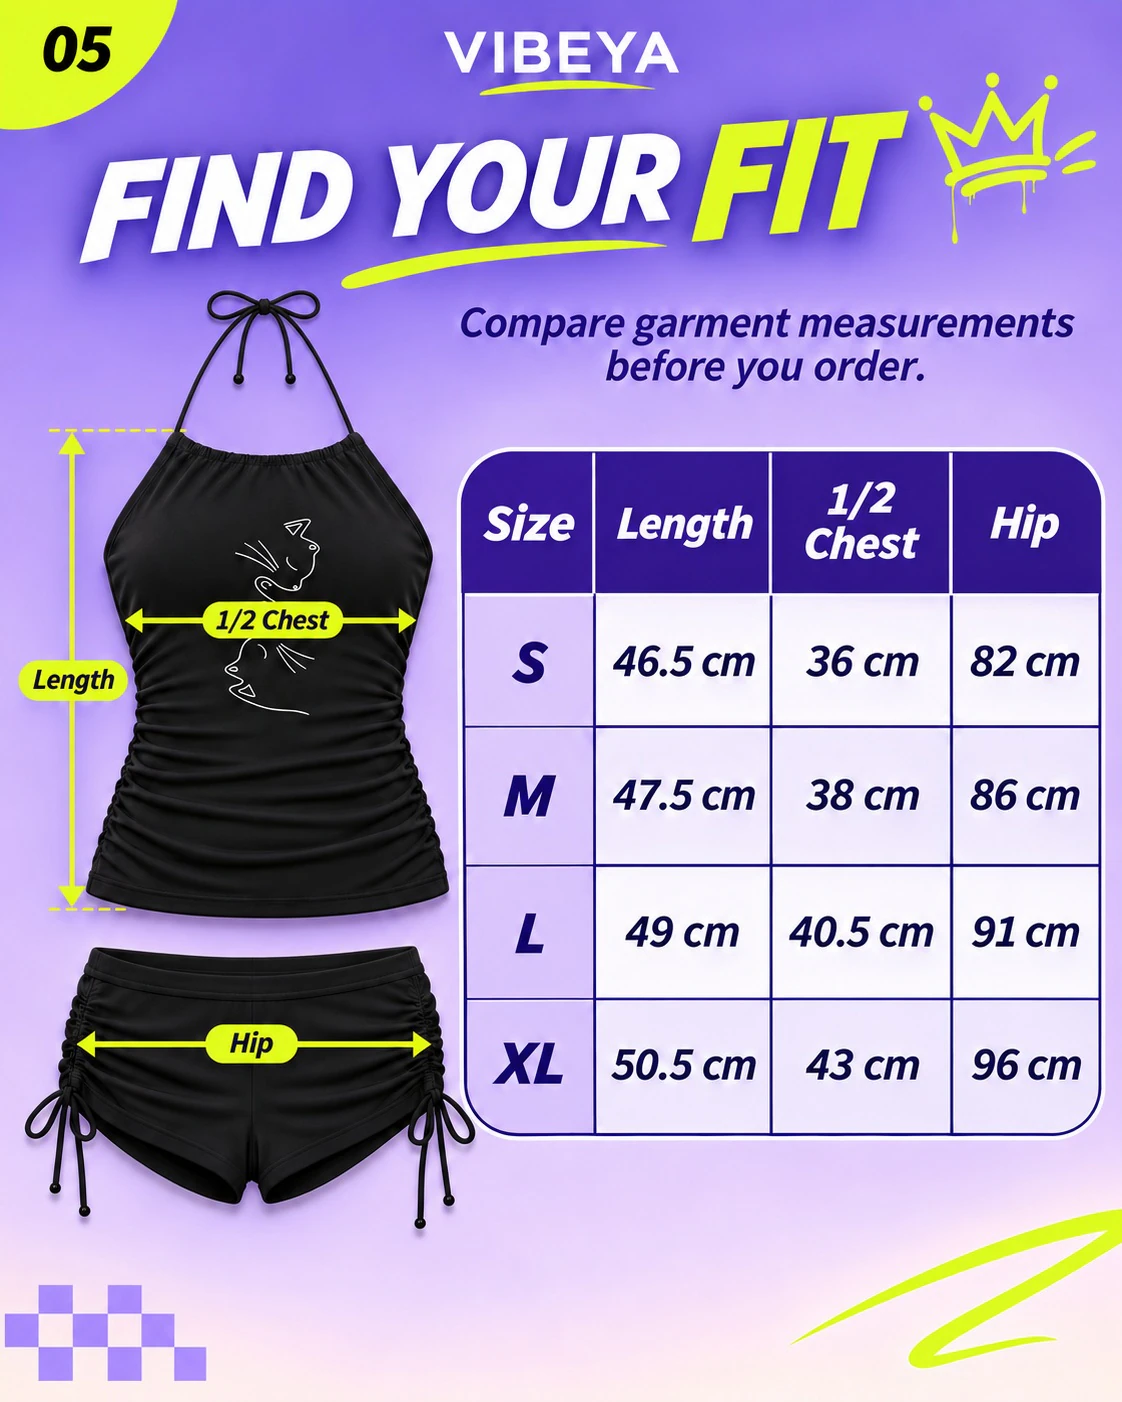 05
VIBEYA
FIND YOUR FIT
Compare garment measurements
before you order.
Length
1/2 Chest
Hip
Size Length 1/2 Chest Hip
S 46.5 cm 36 cm 82 cm
M 47.5 cm 38 cm 86 cm
L 49 cm 40.5 cm 91 cm
XL 50.5 cm 43 cm 96 cm